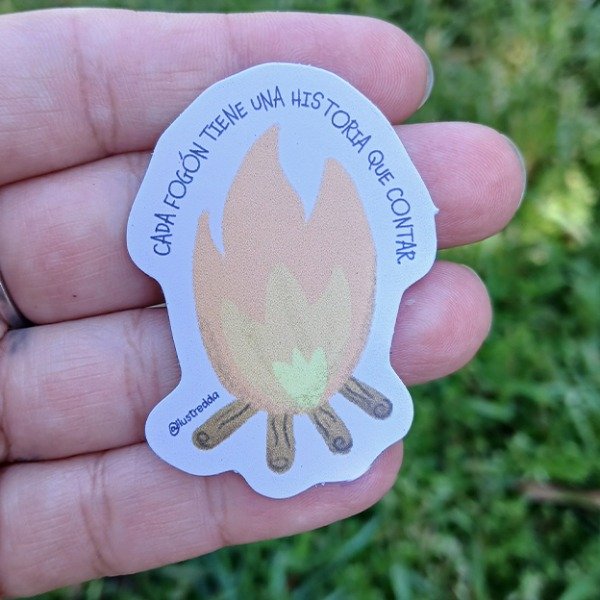 CADA FOGÓN TIENE UNA HISTORIA QUE CONTAR.
@ilustredda